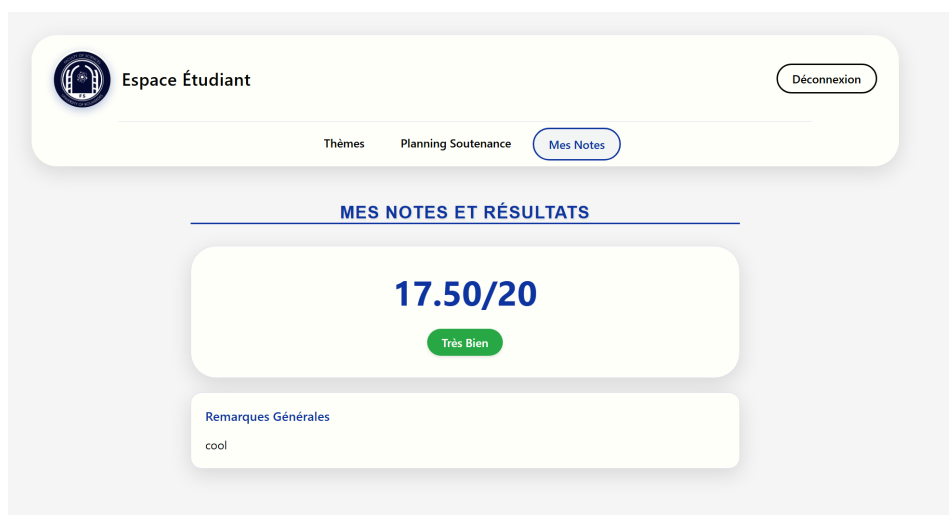 Espace Étudiant
Déconnexion
Thèmes Planning Soutenance Mes Notes
MES NOTES ET RÉSULTATS
17.50/20
Très Bien
Remarques Générales
cool